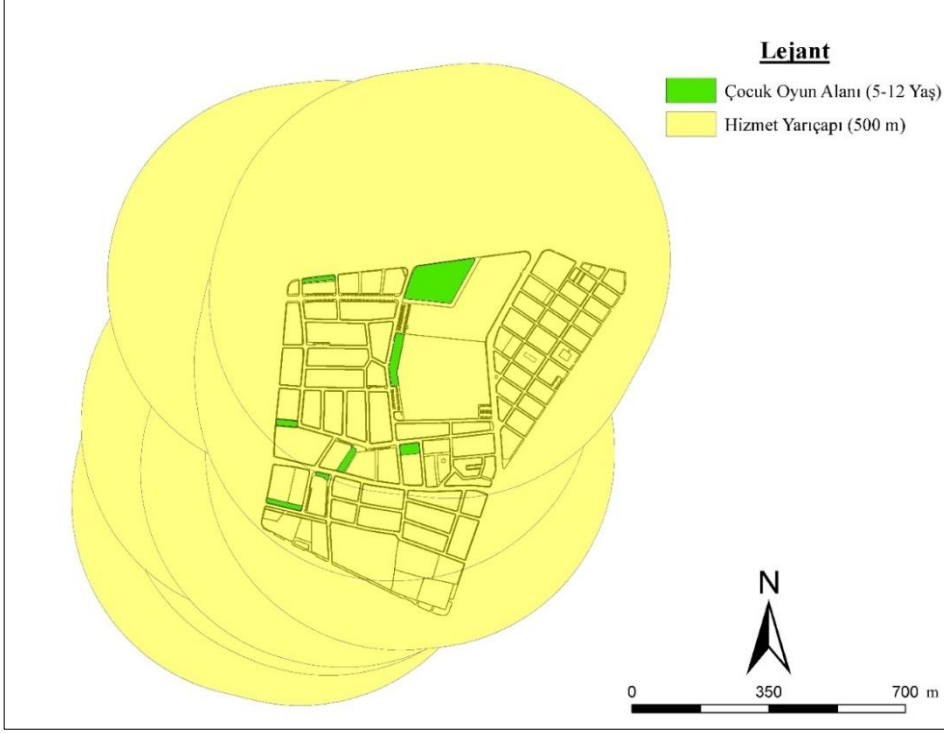 Lejant
Çocuk Oyun Alanı (5-12 Yaş)
Hizmet Yarıçapı (500 m)
N
0 350 700 m